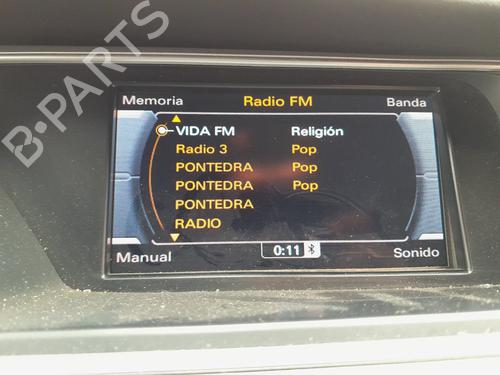 Memoria Radio FM Banda
VIDA FM Religión
Radio 3 Pop
PONTEDRA Pop
PONTEDRA Pop
PONTEDRA
RADIO
Manual 0:11 Sonido
B-PARTS